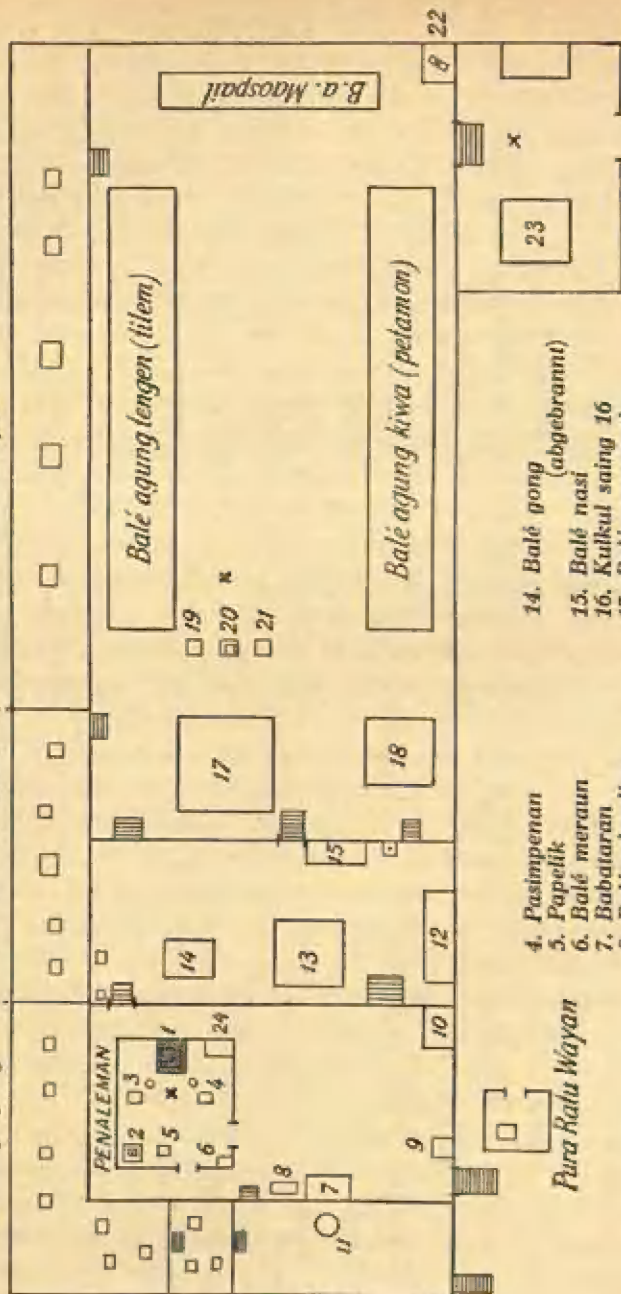 22
B.a. Maospait
Balé agung tengen (tilem)
Balé agung kiwa (petamon)
19
20
21
17
18
23
15
14
13
12
PENALEMAN
1
2
3
4
5
6
24
10
9
8
7
11
Pura Ratu Wayan
4. Pasimpenan
5. Papelik
6. Balé meraun
7. Babataran
14. Balé gong
(abgebrannt)
15. Balé nasi
16. Kulkul saing 16